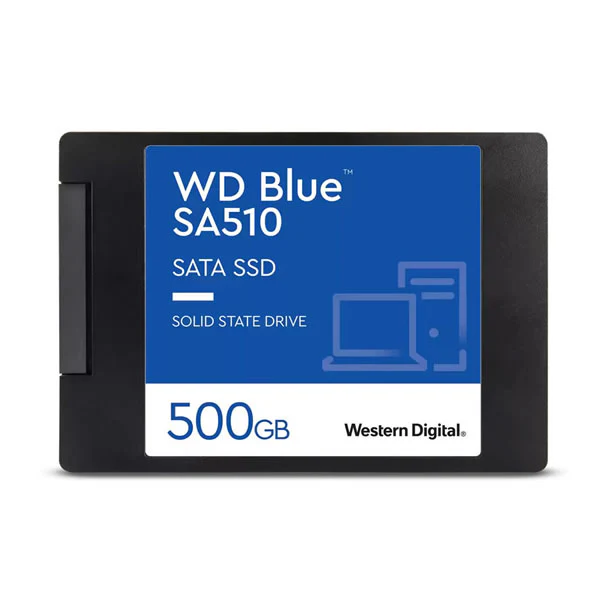 WD Blue™
SA510
SATA SSD
SOLID STATE DRIVE
500GB
Western Digital®